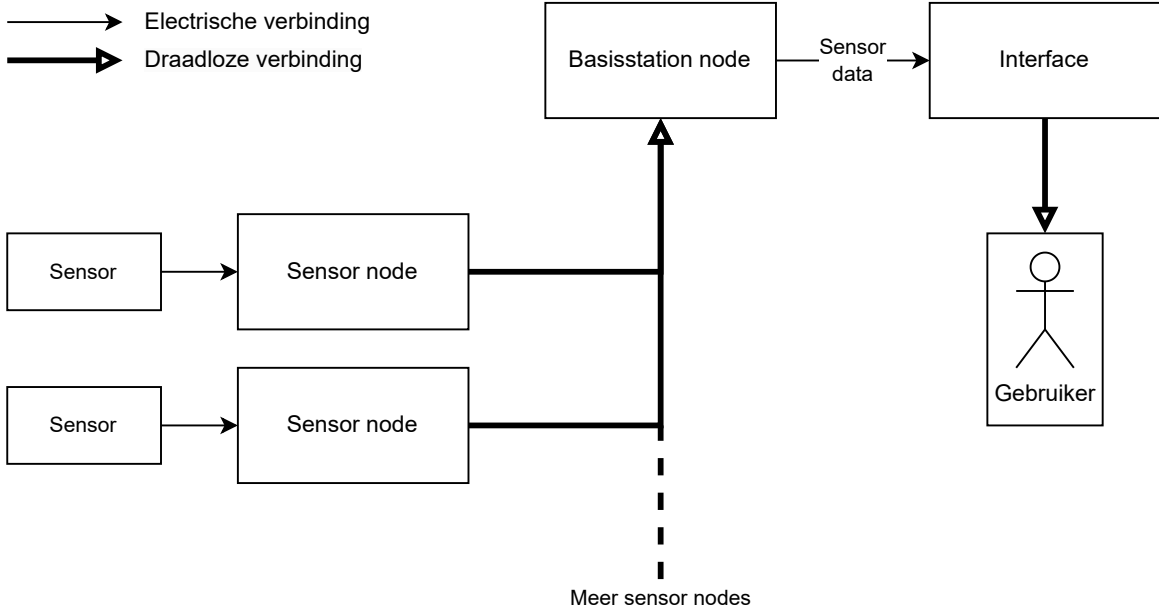 Electrische verbinding
Draadloze verbinding
Basisstation node
Sensor
data
Interface
Sensor
Sensor node
Sensor
Sensor node
Gebruiker
Meer sensor nodes